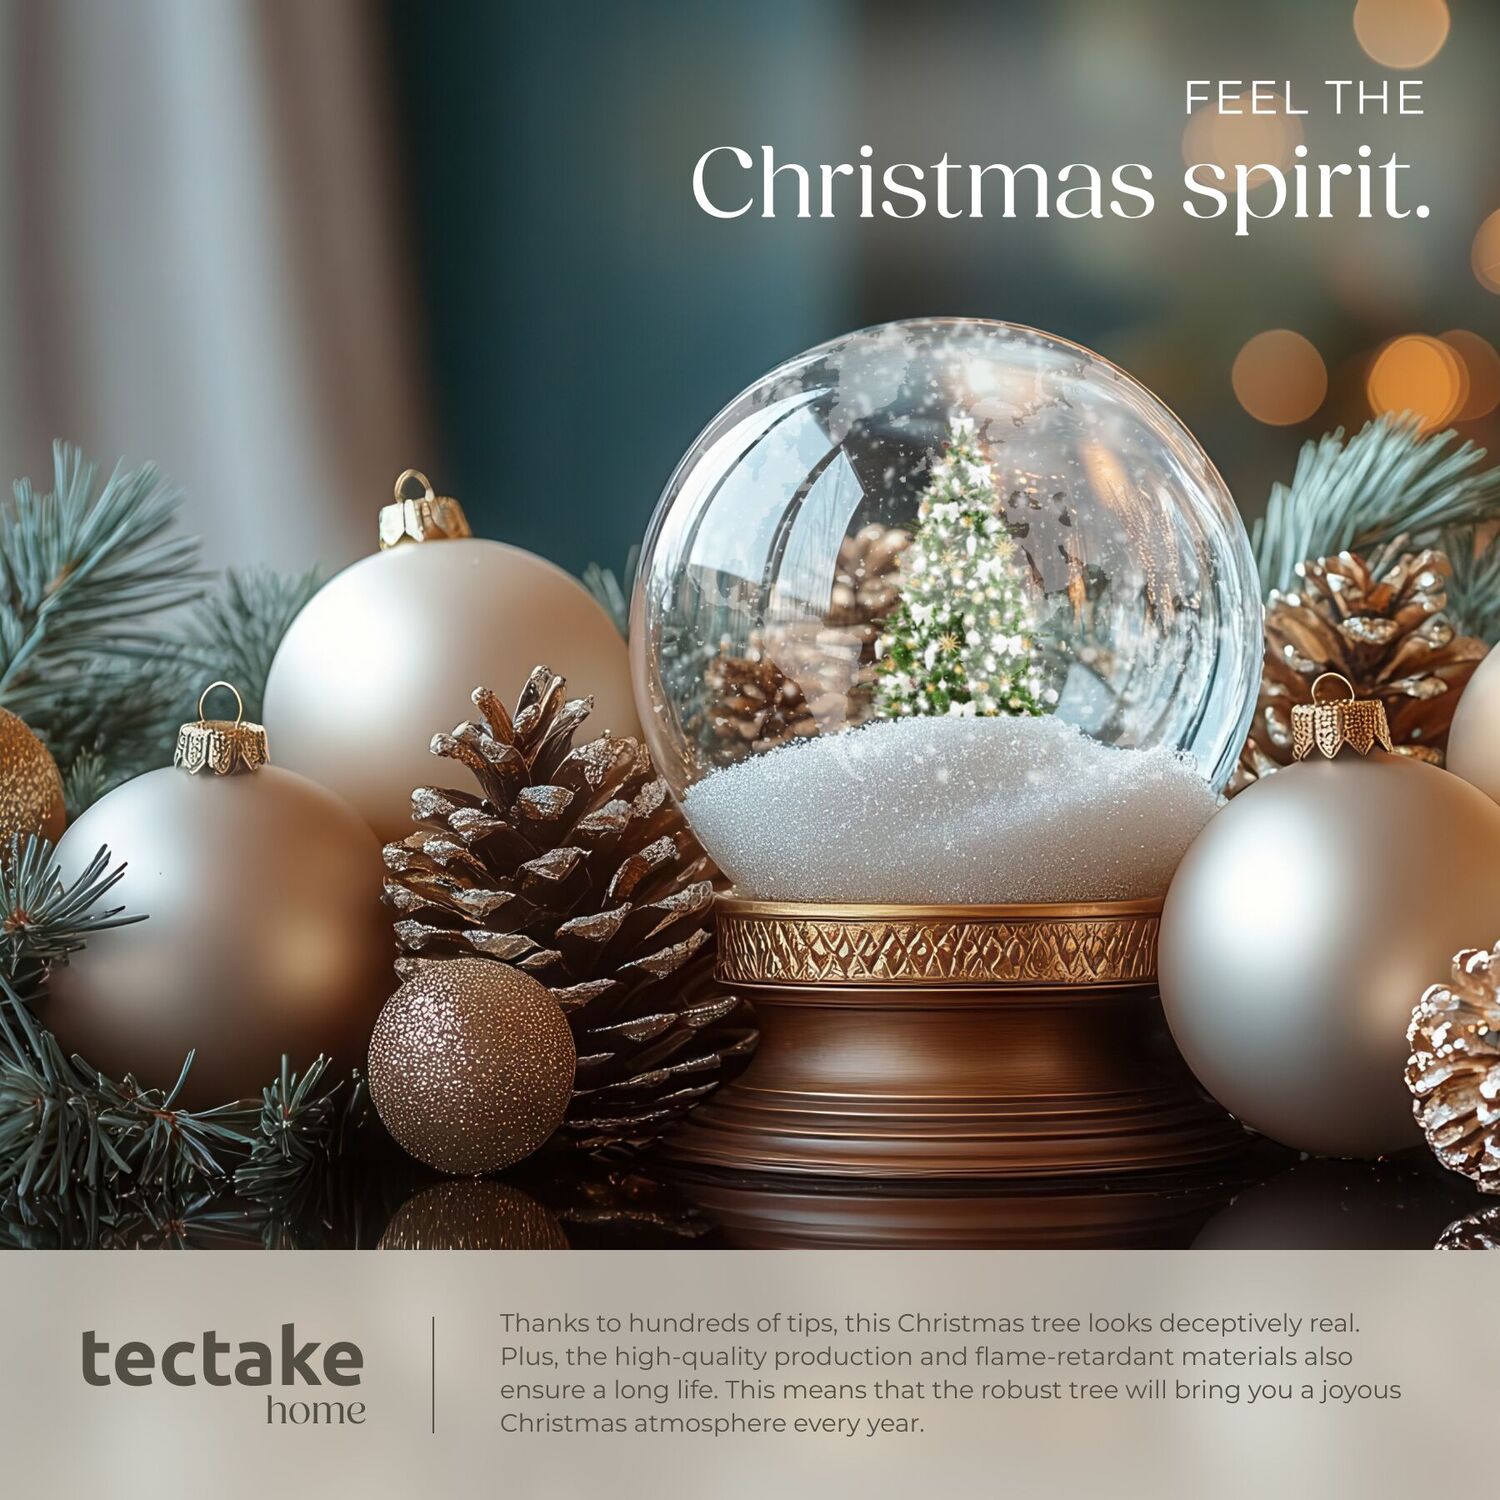 FEEL THE
Christmas spirit.
tectake
home
Thanks to hundreds of tips, this Christmas tree looks deceptively real.
Plus, the high-quality production and flame-retardant materials also
ensure a long life. This means that the robust tree will bring you a joyous
Christmas atmosphere every year.